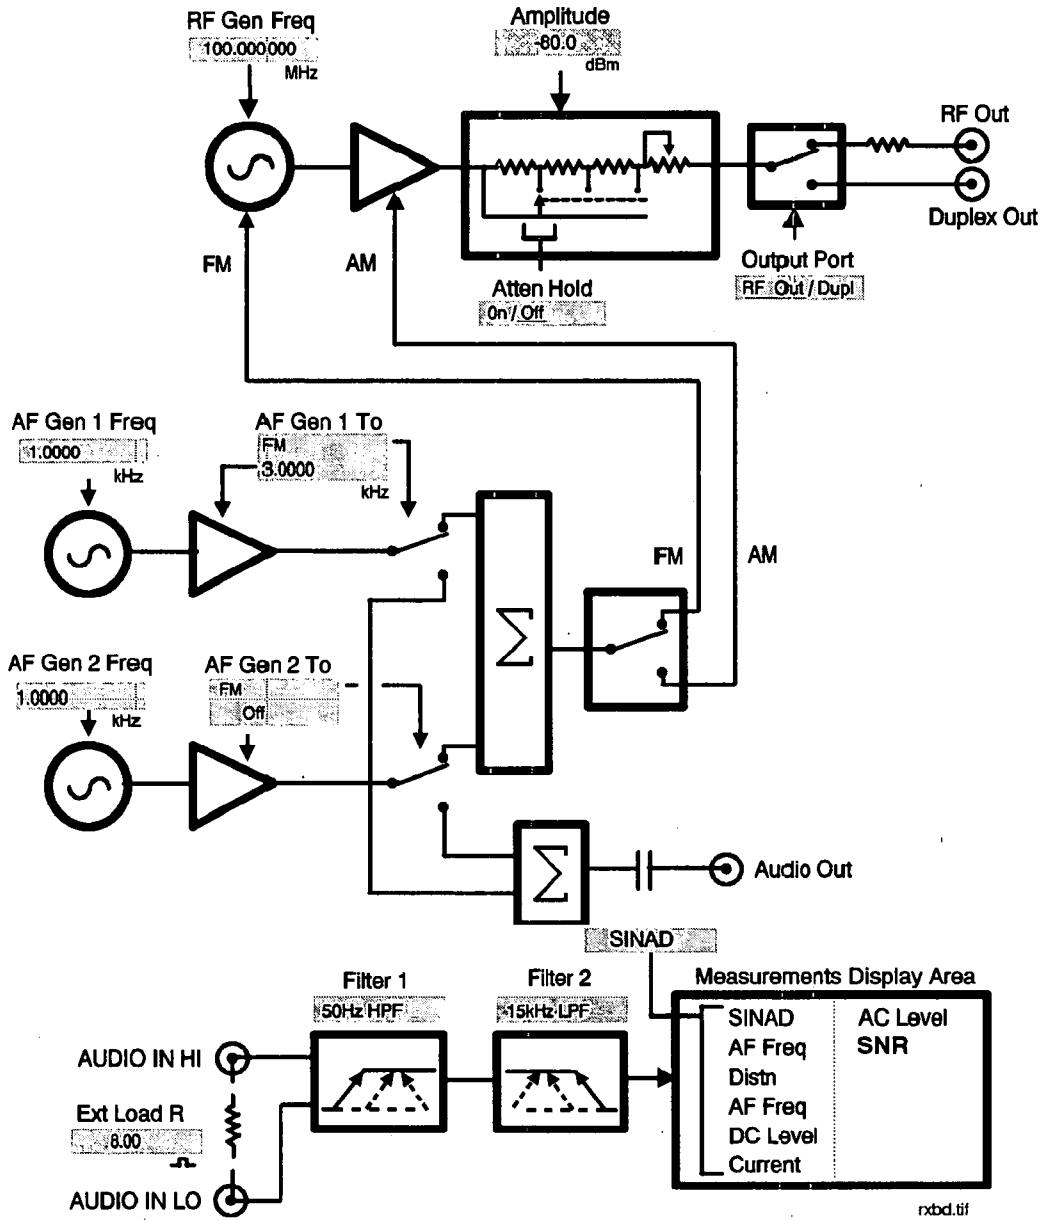 RF Gen Freq
100.000000
MHz
Amplitude
-80.0
dBm
RF Out
Duplex Out
FM
AM
Atten Hold
On / Off
Output Port
RF Out / Dupl
AF Gen 1 Freq
1.0000
kHz
AF Gen 1 To
FM
3.0000
kHz
FM
AM
Σ
AF Gen 2 Freq
1.0000
kHz
AF Gen 2 To
FM
Off
Σ
Audio Out
SINAD
Filter 1
50Hz HPF
Filter 2
15kHz LPF
Measurements Display Area
SINAD
AF Freq
Distn
AF Freq
DC Level
Current
AC Level
SNR
AUDIO IN HI
Ext Load R
8.00
AUDIO IN LO
rxbd.tif